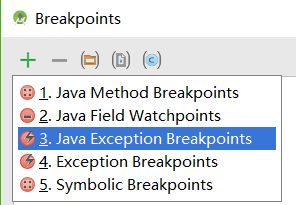 Breakpoints
1. Java Method Breakpoints
2. Java Field Watchpoints
3. Java Exception Breakpoints
4. Exception Breakpoints
5. Symbolic Breakpoints